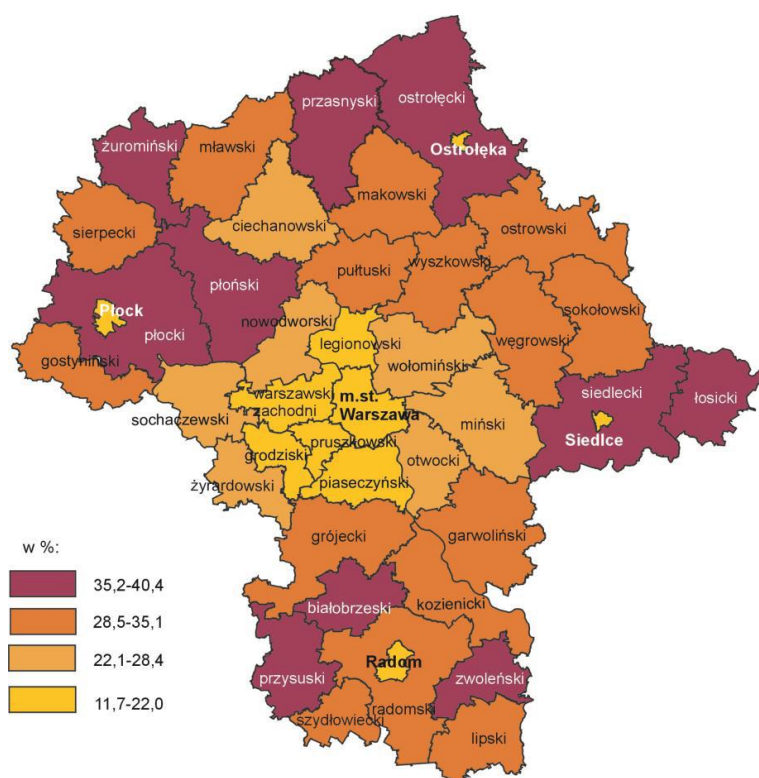 przasnyski
ostrołęcki
żuromiński
mławski
Ostrołęka
makowski
ciechanowski
sierpecki
ostrowski
płoński
pułtuski
wyszkowski
Płock
sokołowski
nowodworski
płocki
legionowski
węgrowski
gostyniński
wołomiński
siedlecki
łosicki
warszawski
zachodni
m.st.
Warszawa
sochaczewski
miński
Siedlce
pruszkowski
grodziski
otwocki
żyrardowski
piaseczyński
grójecki
garwoliński
w %:
35,2-40,4
28,5-35,1
22,1-28,4
11,7-22,0
białobrzeski
kozienicki
Radom
przysuski
zwoleński
radomski
szydłowiecki
lipski